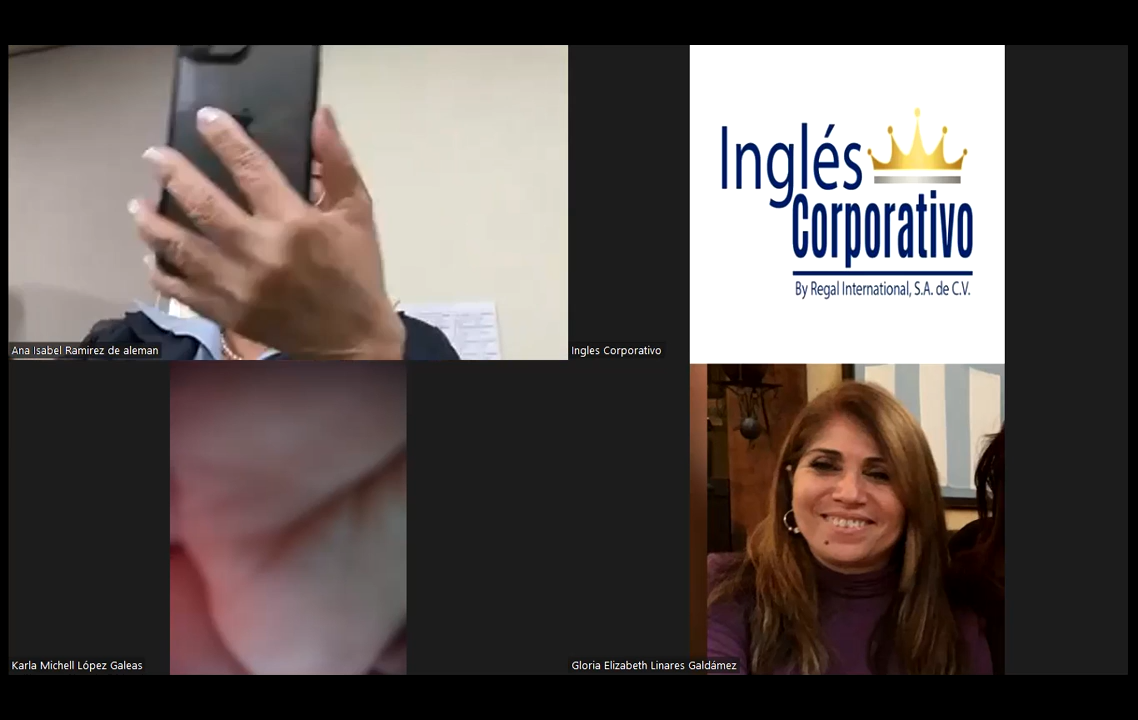 Inglés
Corporativo
By Regal International, S.A. de C.V.
Ana Isabel Ramirez de aleman
Ingles Corporativo
Karla Michell López Galeas
Gloria Elizabeth Linares Galdámez